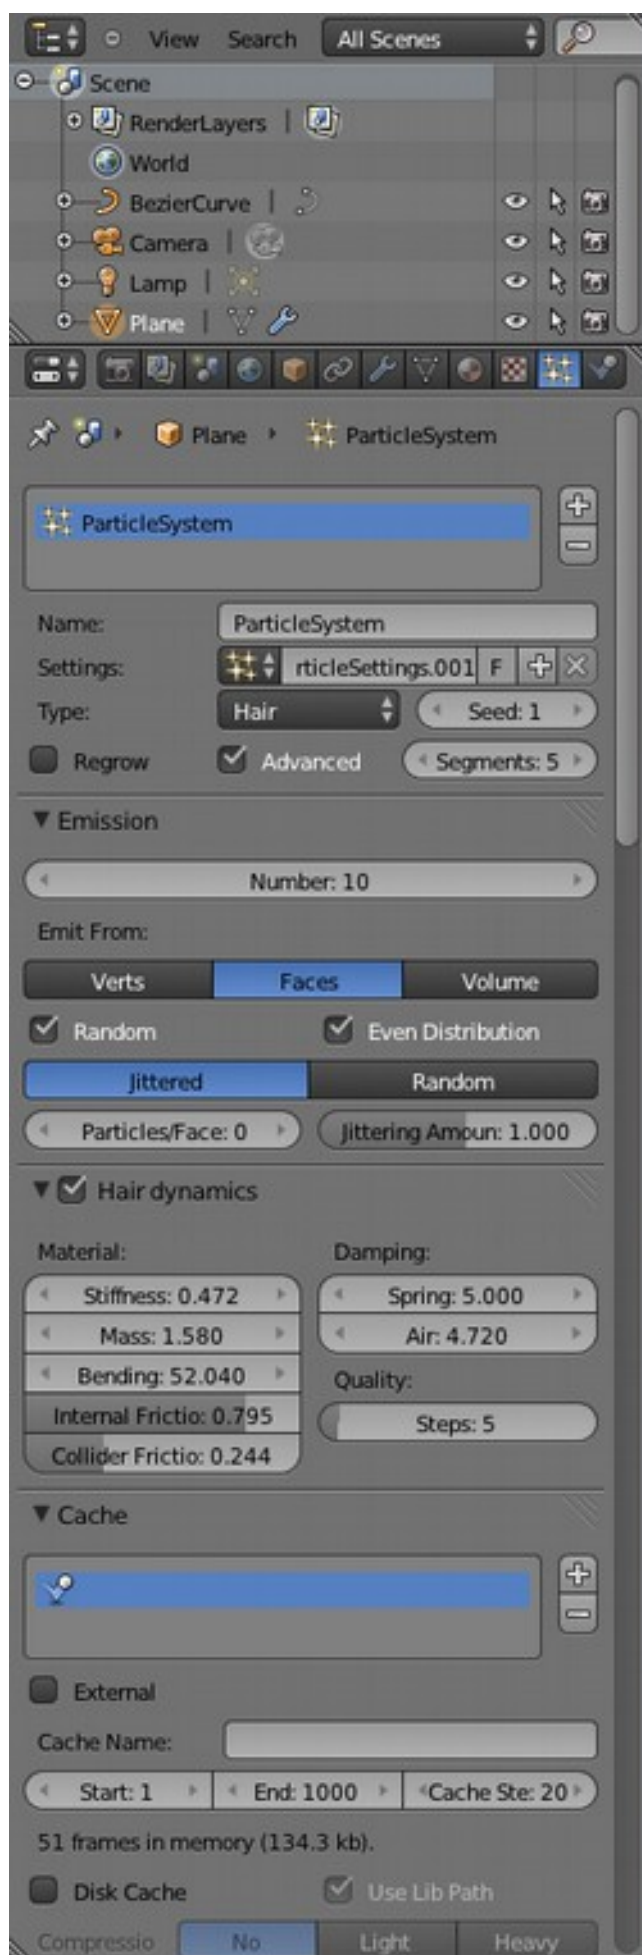 View Search All Scenes
Scene
RenderLayers |
World
BezierCurve |
Camera |
Lamp |
Plane |
Plane ParticleSystem
ParticleSystem
Name: ParticleSystem
Settings: rticleSettings.001 F
Type: Hair Seed: 1
Regrow Advanced Segments: 5
Emission
Number: 10
Emit From:
Verts Faces Volume
Random Even Distribution
Jittered Random
Particles/Face: 0 Jittering Amoun: 1.000
Hair dynamics
Material: Damping:
Stiffness: 0.472 Spring: 5.000
Mass: 1.580 Air: 4.720
Bending: 52.040 Quality:
Internal Frictio: 0.795 Steps: 5
Collider Frictio: 0.244
Cache
External
Cache Name:
Start: 1 End: 1000 Cache Ste: 20
51 frames in memory (134.3 kb).
Disk Cache Use Lib Path
Compressio No Light Heavy